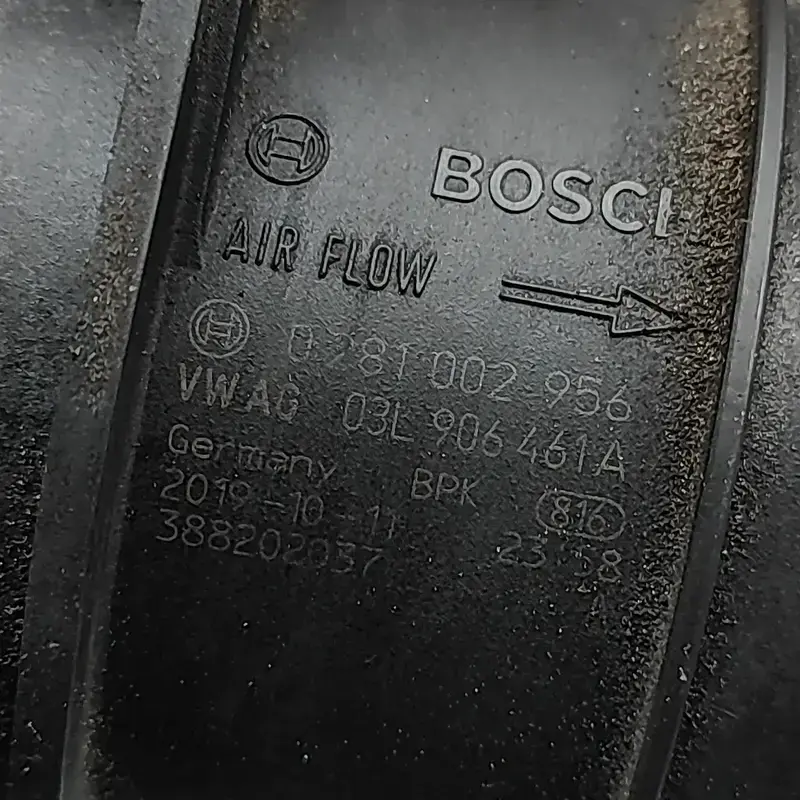 BOSCH
AIR FLOW
0 281 002 956
VWAG 03L 906 461A
Germany BPK 816
2019-10-11
388202037 23 58
A